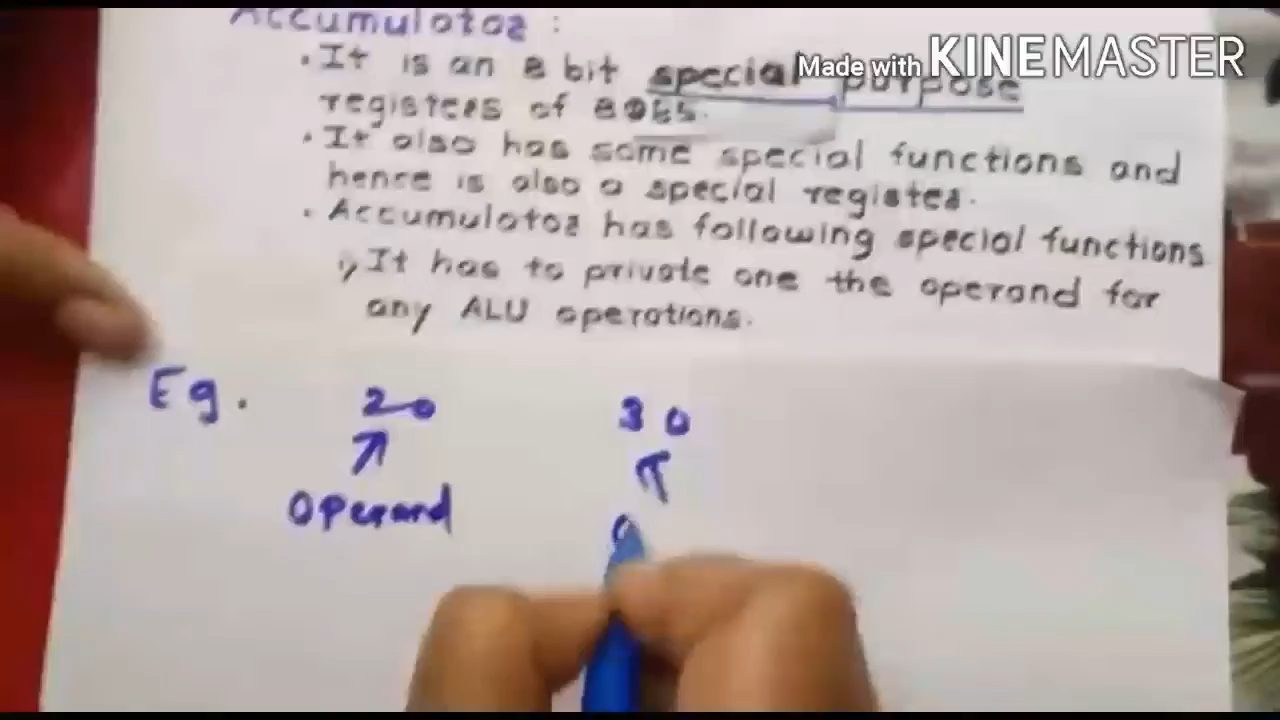 Accumulator :
Made with KINEMASTER
. It is an 8 bit special purpose
registers of 8085.
. It also has some special functions and
hence is also a special register.
. Accumulator has following special functions
i) It has to private one the operand for
any ALU operations.
Eg. 20 30
Operand O